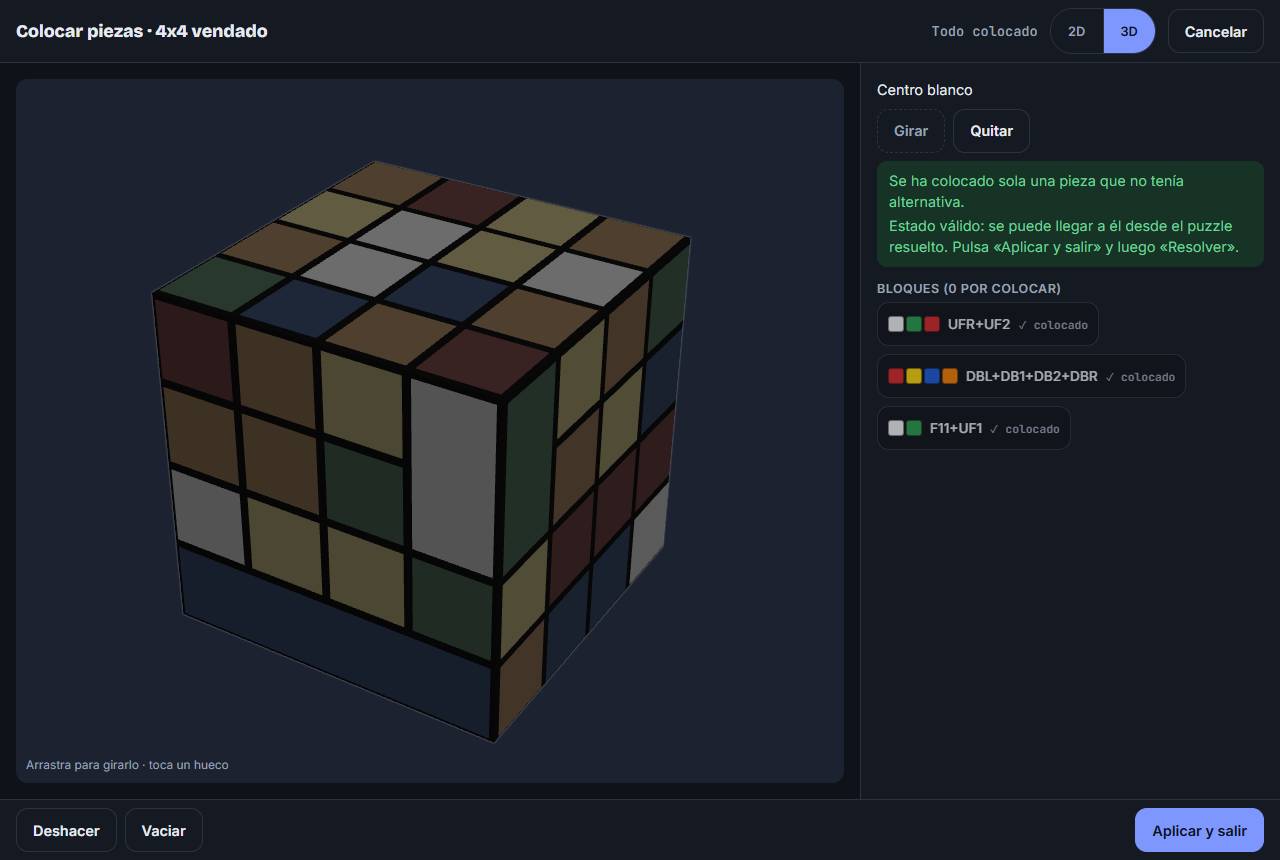 Colocar piezas · 4x4 vendado
Todo colocado
2D
3D
Cancelar
Centro blanco
Girar
Quitar
Se ha colocado sola una pieza que no tenía
alternativa.
Estado válido: se puede llegar a él desde el puzzle
resuelto. Pulsa «Aplicar y salir» y luego «Resolver».
BLOQUES (0 POR COLOCAR)
UFR+UF2 ✓ colocado
DBL+DB1+DB2+DBR ✓ colocado
F11+UF1 ✓ colocado
Arrastra para girarlo · toca un hueco
Deshacer
Vaciar
Aplicar y salir